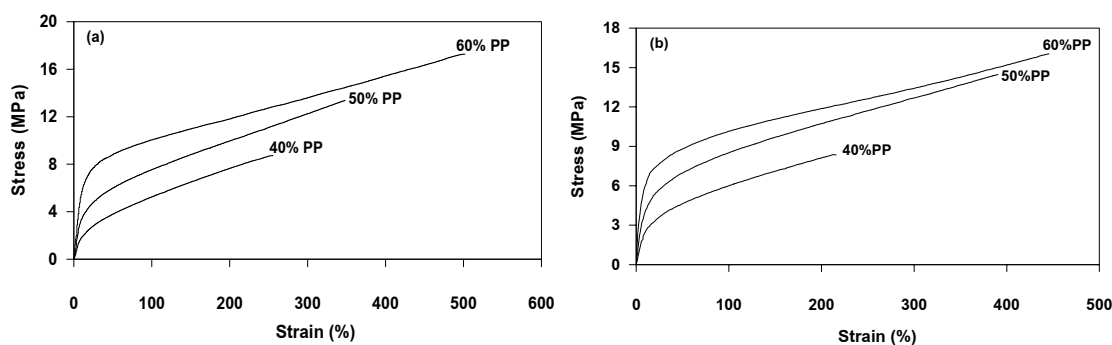 (a)
Stress (MPa)
20
16
12
8
4
0
60% PP
50% PP
40% PP
0 100 200 300 400 500 600
Strain (%)
(b)
Stress (MPa)
18
15
12
9
6
3
0
60%PP
50%PP
40%PP
0 100 200 300 400 500
Strain (%)